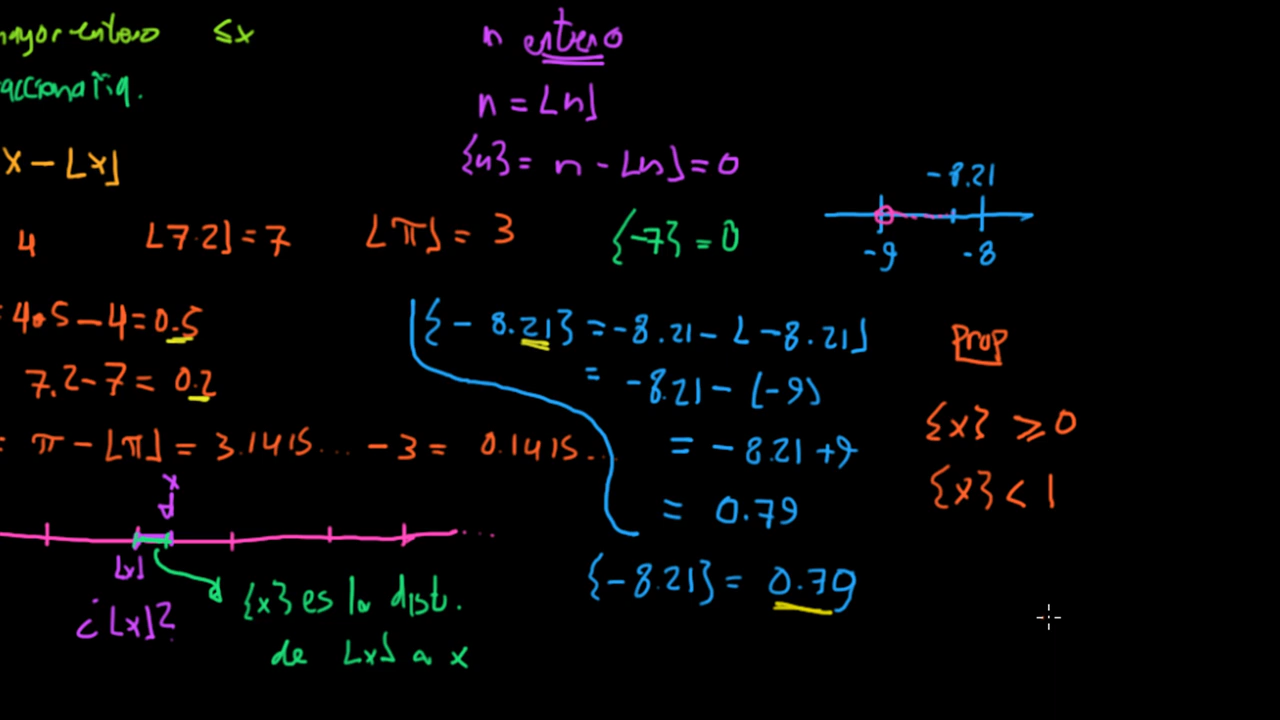 mayor entero ≤x
accionaria.
x - ⌊x⌋
4 ⌊7.2⌋ = 7 ⌊π⌋ = 3
= 4.5 - 4 = 0.5
7.2 - 7 = 0.2
= π - ⌊π⌋ = 3.1415... - 3 = 0.1415...
x
⌊x⌋
¿⌊x⌋?
{x} es la dist.
de ⌊x⌋ a x
n entero
n = ⌊n⌋
{n} = n - ⌊n⌋ = 0
{-7} = 0
{-8.21} = -8.21 - ⌊-8.21⌋
= -8.21 - (-9)
= -8.21 + 9
= 0.79
{-8.21} = 0.79
-8.21
-9 -8
Prop
{x} ≥ 0
{x} < 1